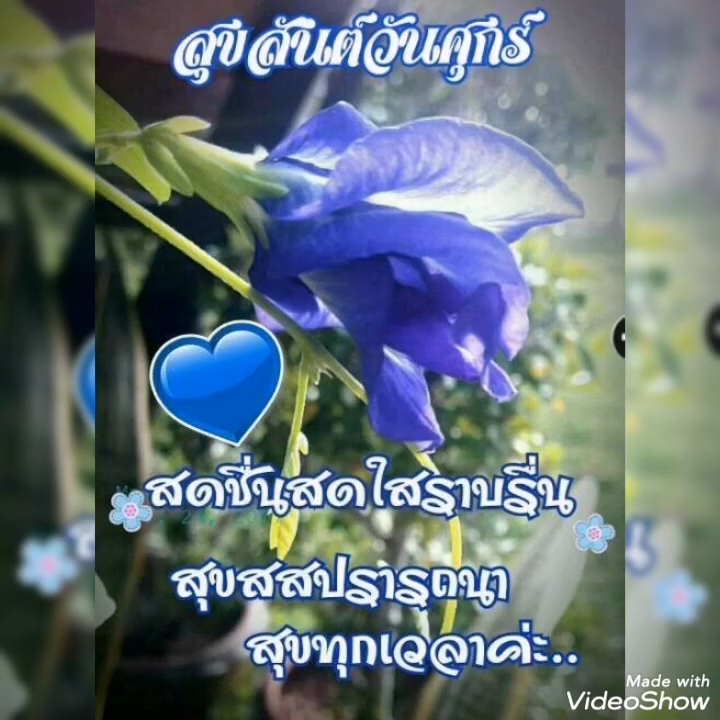 สุขสันต์วันศุกร์
สดชื่นสดใสราบรื่น
สุขสสปรารถนา
สุขทุกเวลาค่ะ..
Made with
VideoShow